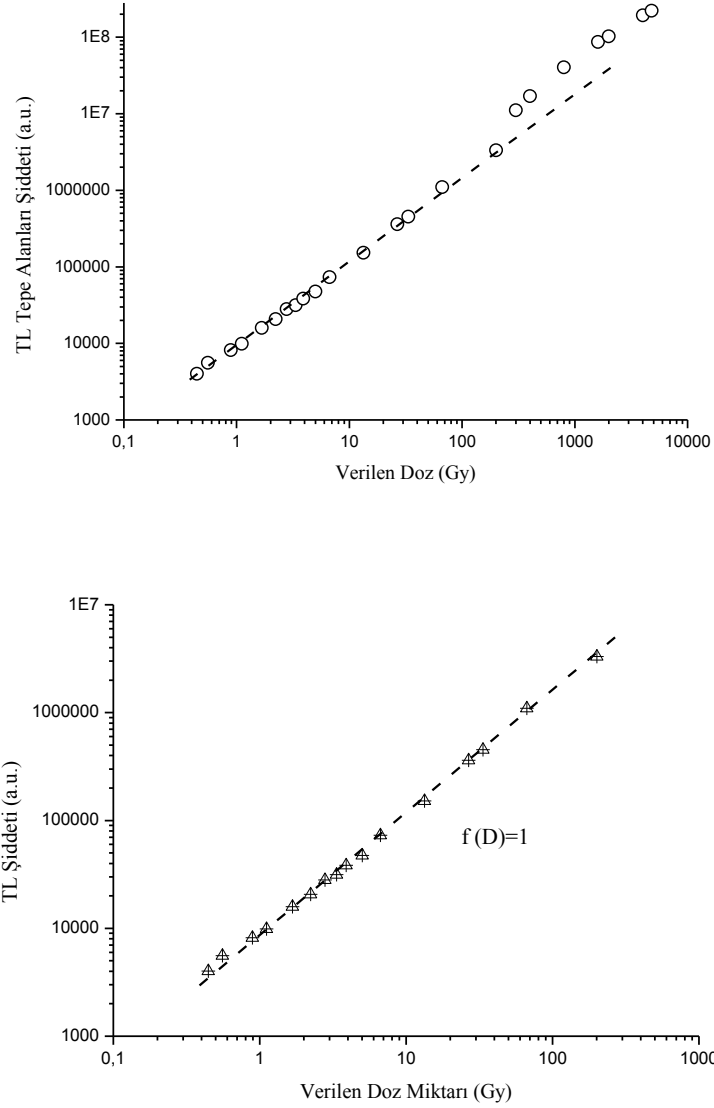 1E8
1E7
1000000
100000
10000
1000
0,1 1 10 100 1000 10000
TL Tepe Alanları Şiddeti (a.u.)
Verilen Doz (Gy)
1E7
1000000
100000
10000
1000
0,1 1 10 100 1000
TL Şiddeti (a.u.)
f (D)=1
Verilen Doz Miktarı (Gy)